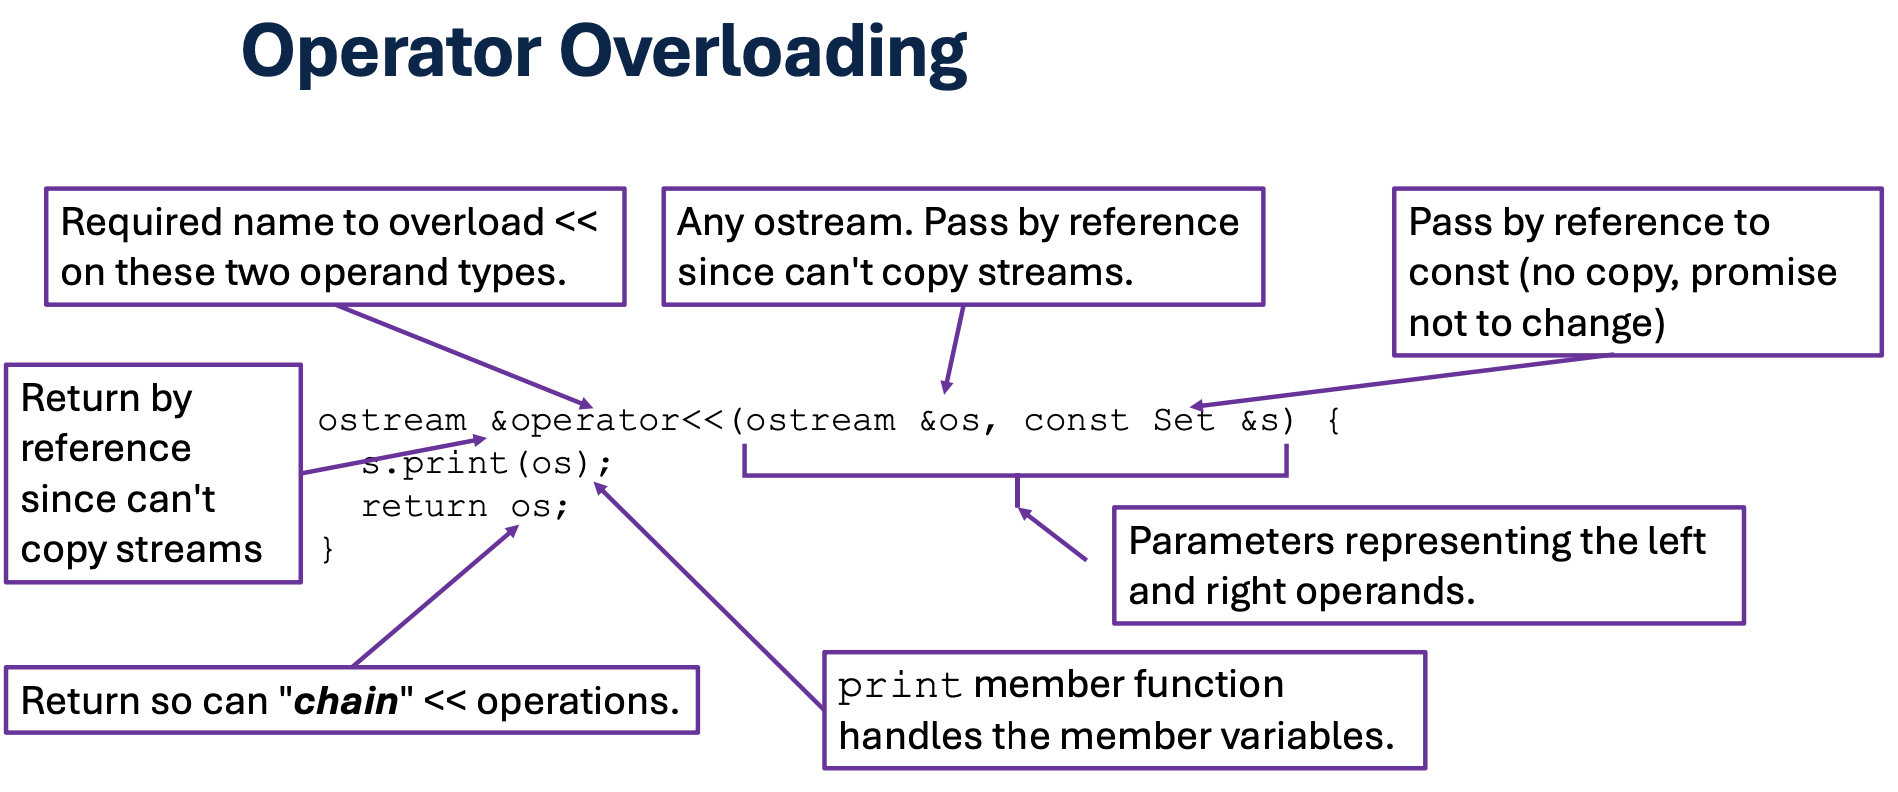 Operator Overloading
Required name to overload <<
on these two operand types.
Any ostream. Pass by reference
since can't copy streams.
Pass by reference to
const (no copy, promise
not to change)
Return by
reference
since can't
copy streams
ostream &operator<<(ostream &os, const Set &s) {
  s.print(os);
  return os;
}
Parameters representing the left
and right operands.
Return so can "chain" << operations.
print member function
handles the member variables.